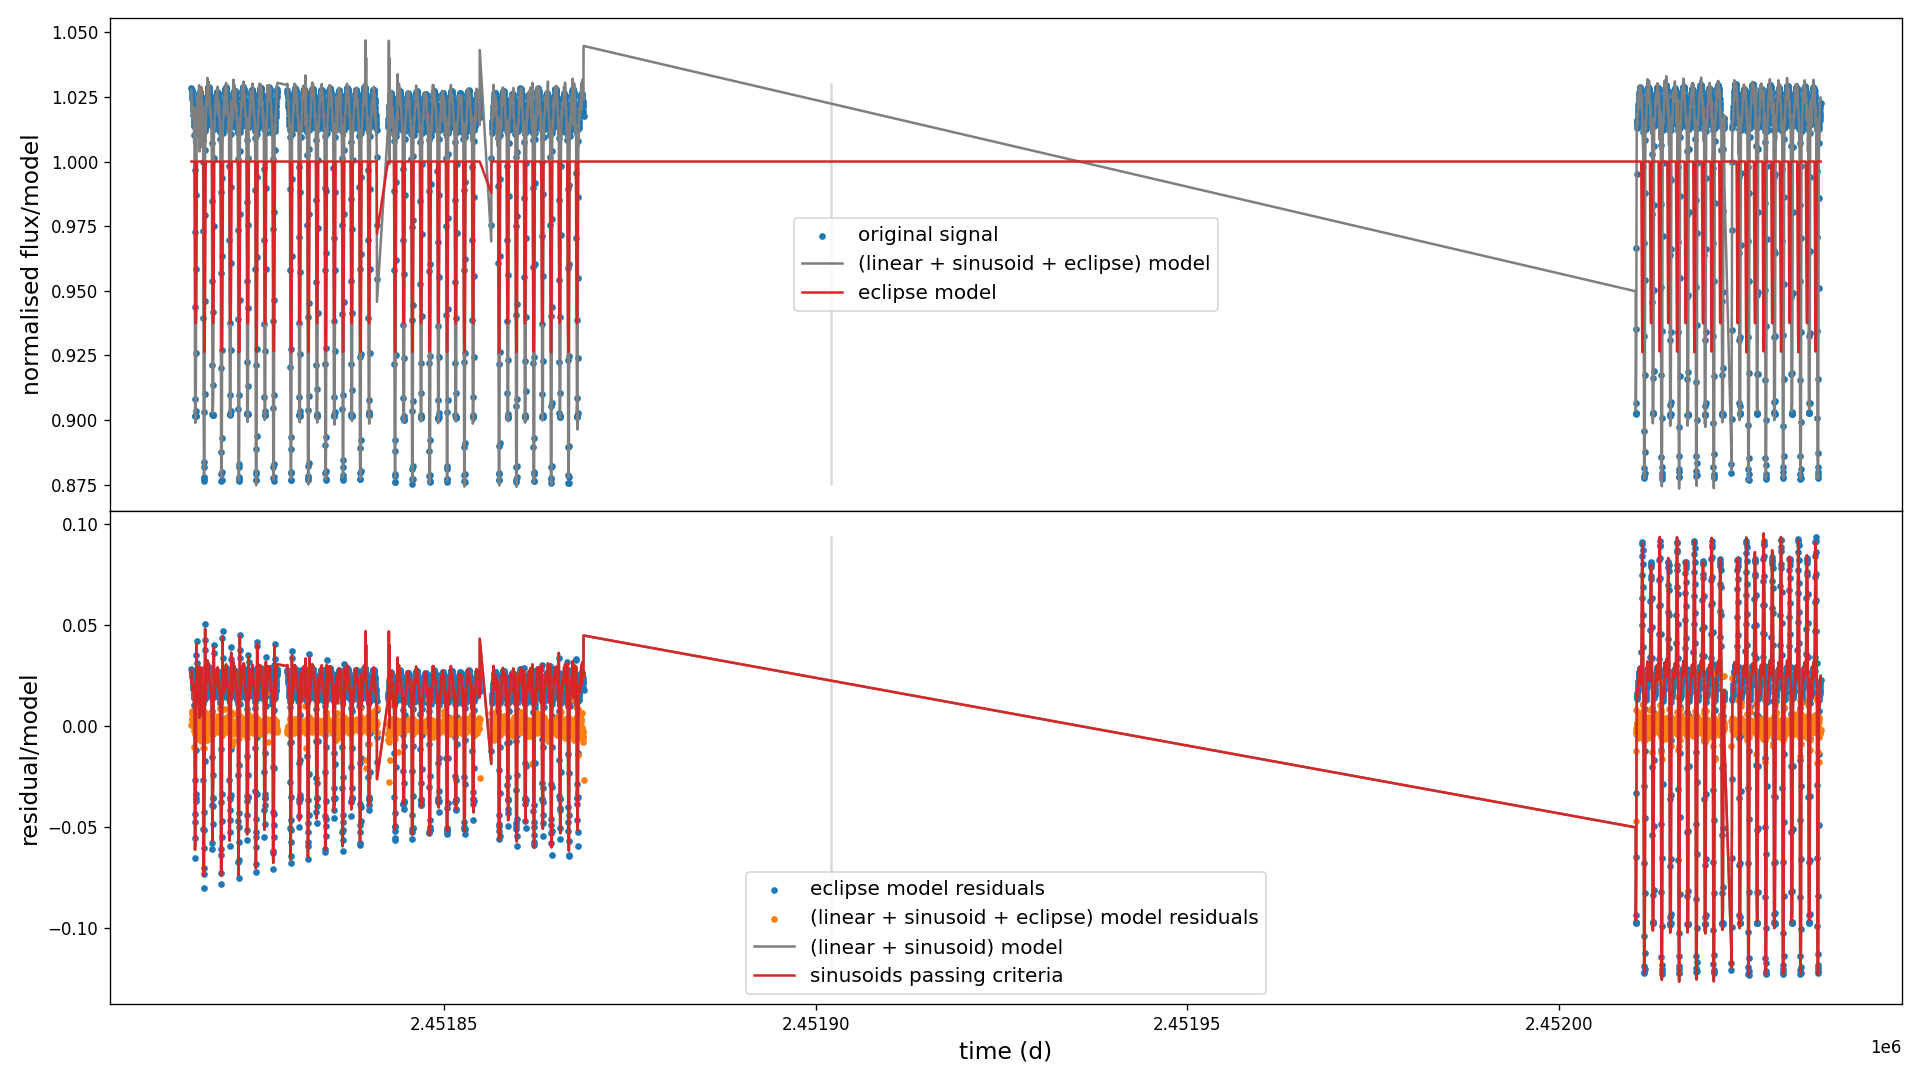 normalised flux/model
1.050
1.025
1.000
0.975
0.950
0.925
0.900
0.875
original signal
(linear + sinusoid + eclipse) model
eclipse model
residual/model
0.10
0.05
0.00
−0.05
−0.10
eclipse model residuals
(linear + sinusoid + eclipse) model residuals
(linear + sinusoid) model
sinusoids passing criteria
2.45185
2.45190
2.45195
2.45200
1e6
time (d)